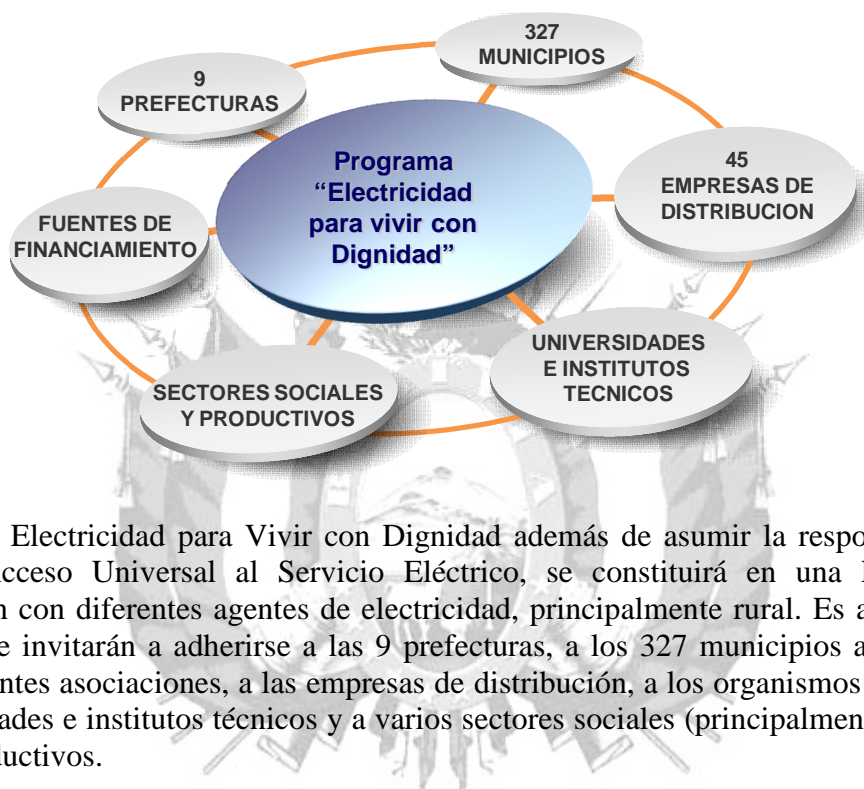 327
MUNICIPIOS
9
PREFECTURAS
Programa
“Electricidad
para vivir con
Dignidad”
45
EMPRESAS DE
DISTRIBUCION
FUENTES DE
FINANCIAMIENTO
UNIVERSIDADES
E INSTITUTOS
TECNICOS
SECTORES SOCIALES
Y PRODUCTIVOS
Electricidad para Vivir con Dignidad además de asumir la respo
cceso Universal al Servicio Eléctrico, se constituirá en una
n con diferentes agentes de electricidad, principalmente rural. Es a
e invitarán a adherirse a las 9 prefecturas, a los 327 municipios a
ntes asociaciones, a las empresas de distribución, a los organismos
ades e institutos técnicos y a varios sectores sociales (principalmen
ductivos.